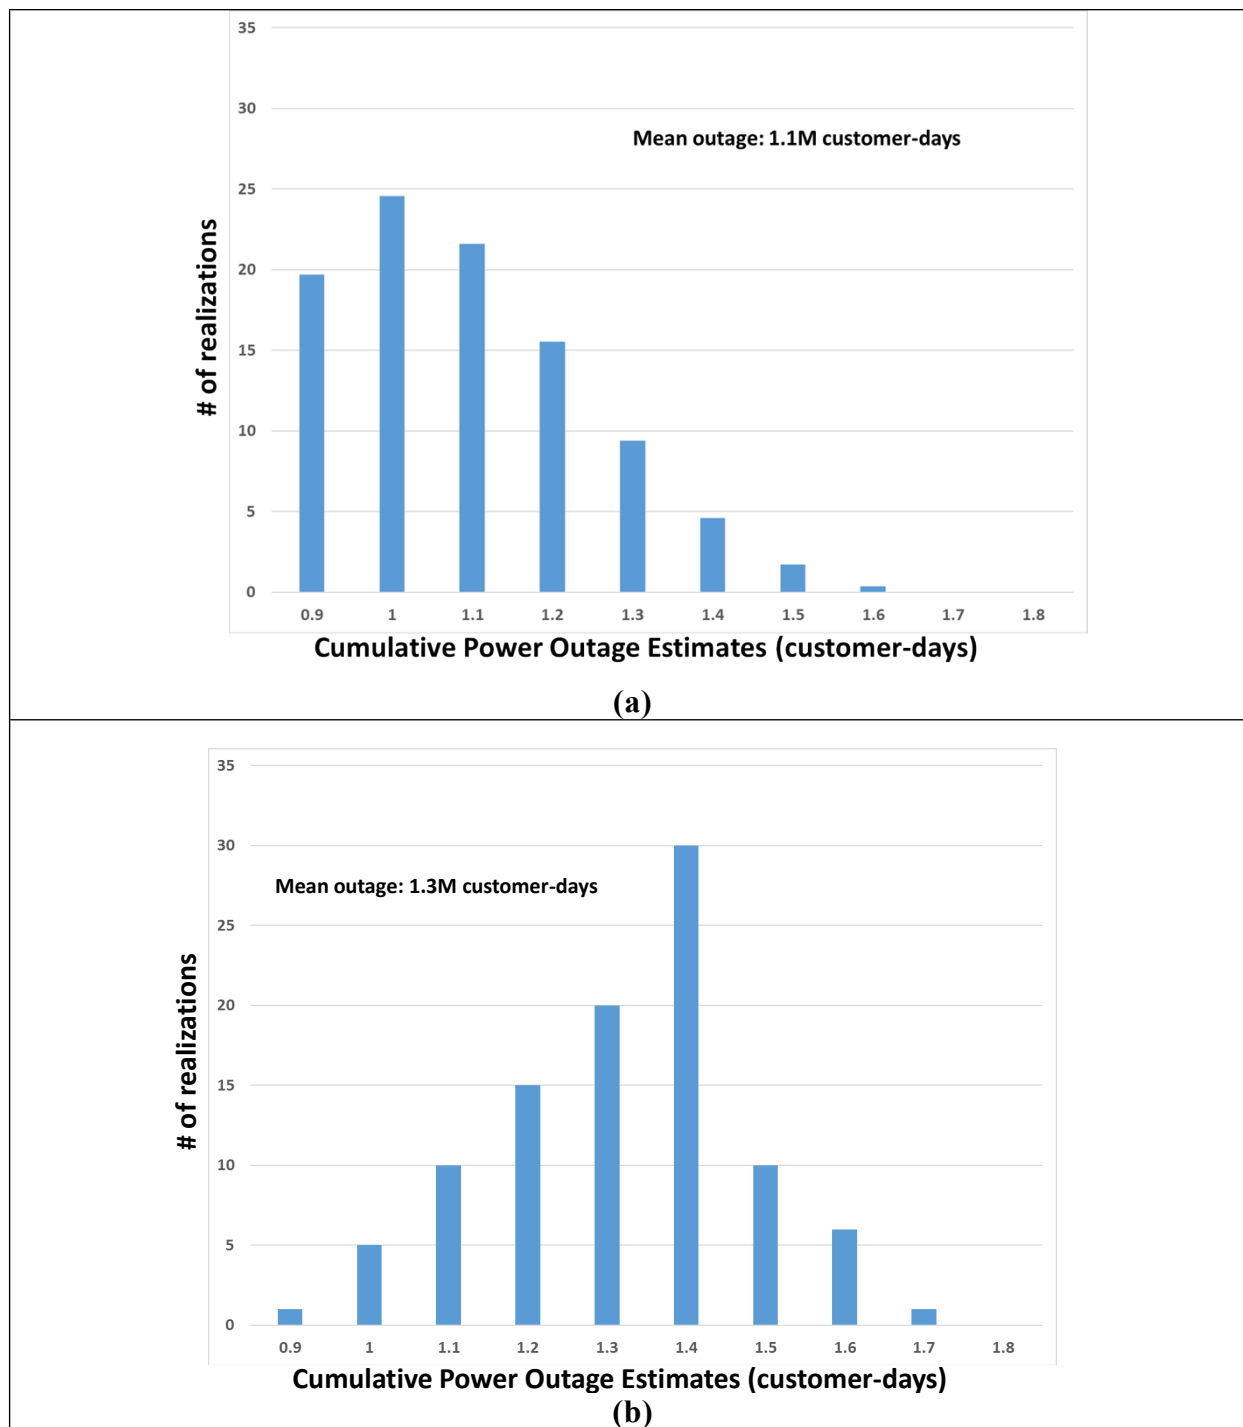 35
30
Mean outage: 1.1M customer-days
25
20
15
10
5
0
# of realizations
0.9 1 1.1 1.2 1.3 1.4 1.5 1.6 1.7 1.8
Cumulative Power Outage Estimates (customer-days)
(a)
35
30
Mean outage: 1.3M customer-days
25
20
15
10
5
0
# of realizations
0.9 1 1.1 1.2 1.3 1.4 1.5 1.6 1.7 1.8
Cumulative Power Outage Estimates (customer-days)
(b)